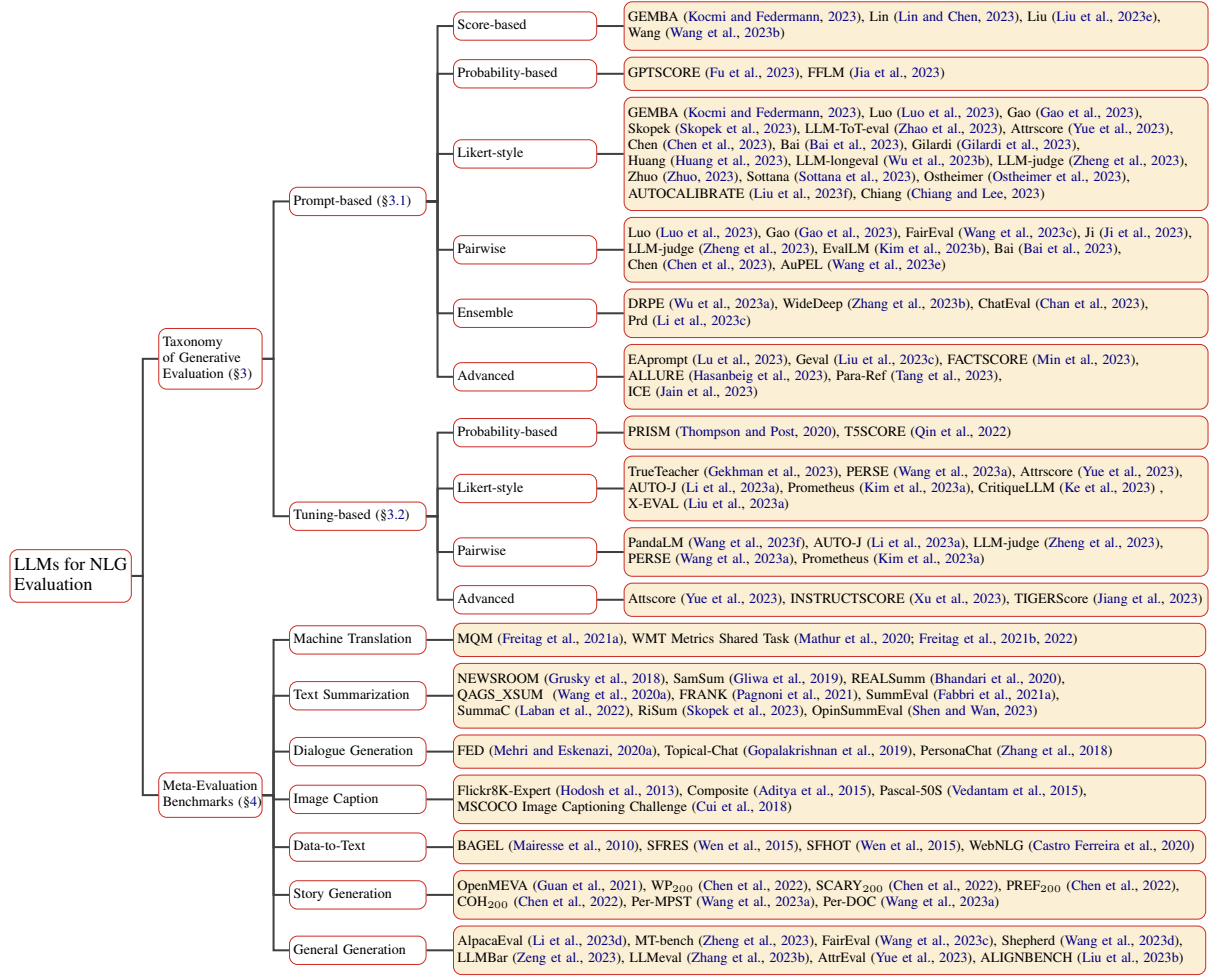 LLMs for NLG
Evaluation
Taxonomy
of Generative
Evaluation (§3)
Prompt-based (§3.1)
Score-based
GEMBA (Kocmi and Federmann, 2023), Lin (Lin and Chen, 2023), Liu (Liu et al., 2023e),
Wang (Wang et al., 2023b)
Probability-based
GPTSCORE (Fu et al., 2023), FFLM (Jia et al., 2023)
Likert-style
GEMBA (Kocmi and Federmann, 2023), Luo (Luo et al., 2023), Gao (Gao et al., 2023),
Skopek (Skopek et al., 2023), LLM-ToT-eval (Zhao et al., 2023), Attrscore (Yue et al., 2023),
Chen (Chen et al., 2023), Bai (Bai et al., 2023), Gilardi (Gilardi et al., 2023),
Huang (Huang et al., 2023), LLM-longeval (Wu et al., 2023b), LLM-judge (Zheng et al., 2023),
Zhuo (Zhuo, 2023), Sottana (Sottana et al., 2023), Ostheimer (Ostheimer et al., 2023),
AUTOCALIBRATE (Liu et al., 2023f), Chiang (Chiang and Lee, 2023)
Pairwise
Luo (Luo et al., 2023), Gao (Gao et al., 2023), FairEval (Wang et al., 2023c), Ji (Ji et al., 2023),
LLM-judge (Zheng et al., 2023), EvalLM (Kim et al., 2023b), Bai (Bai et al., 2023),
Chen (Chen et al., 2023), AuPEL (Wang et al., 2023e)
Ensemble
DRPE (Wu et al., 2023a), WideDeep (Zhang et al., 2023b), ChatEval (Chan et al., 2023),
Prd (Li et al., 2023c)
Advanced
EAprompt (Lu et al., 2023), Geval (Liu et al., 2023c), FACTSCORE (Min et al., 2023),
ALLURE (Hasanbeig et al., 2023), Para-Ref (Tang et al., 2023),
ICE (Jain et al., 2023)
Tuning-based (§3.2)
Probability-based
PRISM (Thompson and Post, 2020), T5SCORE (Qin et al., 2022)
Likert-style
TrueTeacher (Gekhman et al., 2023), PERSE (Wang et al., 2023a), Attrscore (Yue et al., 2023),
AUTO-J (Li et al., 2023a), Prometheus (Kim et al., 2023a), CritiqueLLM (Ke et al., 2023) ,
X-EVAL (Liu et al., 2023a)
Pairwise
PandaLM (Wang et al., 2023f), AUTO-J (Li et al., 2023a), LLM-judge (Zheng et al., 2023),
PERSE (Wang et al., 2023a), Prometheus (Kim et al., 2023a)
Advanced
Attscore (Yue et al., 2023), INSTRUCTSCORE (Xu et al., 2023), TIGERScore (Jiang et al., 2023)
Meta-Evaluation
Benchmarks (§4)
Machine Translation
MQM (Freitag et al., 2021a), WMT Metrics Shared Task (Mathur et al., 2020; Freitag et al., 2021b, 2022)
Text Summarization
NEWSROOM (Grusky et al., 2018), SamSum (Gliwa et al., 2019), REALSumm (Bhandari et al., 2020),
QAGS_XSUM (Wang et al., 2020a), FRANK (Pagnoni et al., 2021), SummEval (Fabbri et al., 2021a),
SummaC (Laban et al., 2022), RiSum (Skopek et al., 2023), OpinSummEval (Shen and Wan, 2023)
Dialogue Generation
FED (Mehri and Eskenazi, 2020a), Topical-Chat (Gopalakrishnan et al., 2019), PersonaChat (Zhang et al., 2018)
Image Caption
Flickr8K-Expert (Hodosh et al., 2013), Composite (Aditya et al., 2015), Pascal-50S (Vedantam et al., 2015),
MSCOCO Image Captioning Challenge (Cui et al., 2018)
Data-to-Text
BAGEL (Mairesse et al., 2010), SFRES (Wen et al., 2015), SFHOT (Wen et al., 2015), WebNLG (Castro Ferreira et al., 2020)
Story Generation
OpenMEVA (Guan et al., 2021), WP₂₀₀ (Chen et al., 2022), SCARY₂₀₀ (Chen et al., 2022), PREF₂₀₀ (Chen et al., 2022),
COH₂₀₀ (Chen et al., 2022), Per-MPST (Wang et al., 2023a), Per-DOC (Wang et al., 2023a)
General Generation
AlpacaEval (Li et al., 2023d), MT-bench (Zheng et al., 2023), FairEval (Wang et al., 2023c), Shepherd (Wang et al., 2023d),
LLMBar (Zeng et al., 2023), LLMeval (Zhang et al., 2023b), AttrEval (Yue et al., 2023), ALIGNBENCH (Liu et al., 2023b)